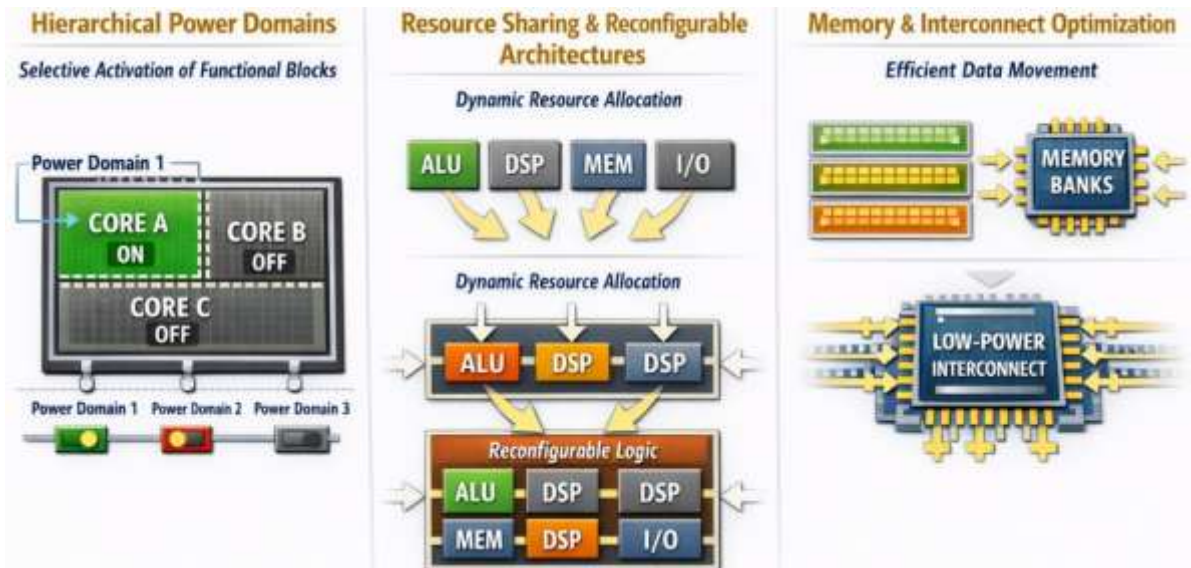 Hierarchical Power Domains
Selective Activation of Functional Blocks
Power Domain 1
CORE A
ON
CORE B
OFF
CORE C
OFF
Power Domain 1
Power Domain 2
Power Domain 3
Resource Sharing & Reconfigurable
Architectures
Dynamic Resource Allocation
ALU
DSP
MEM
I/O
Dynamic Resource Allocation
ALU
DSP
DSP
Reconfigurable Logic
ALU
DSP
DSP
MEM
DSP
I/O
Memory & Interconnect Optimization
Efficient Data Movement
MEMORY
BANKS
LOW-POWER
INTERCONNECT